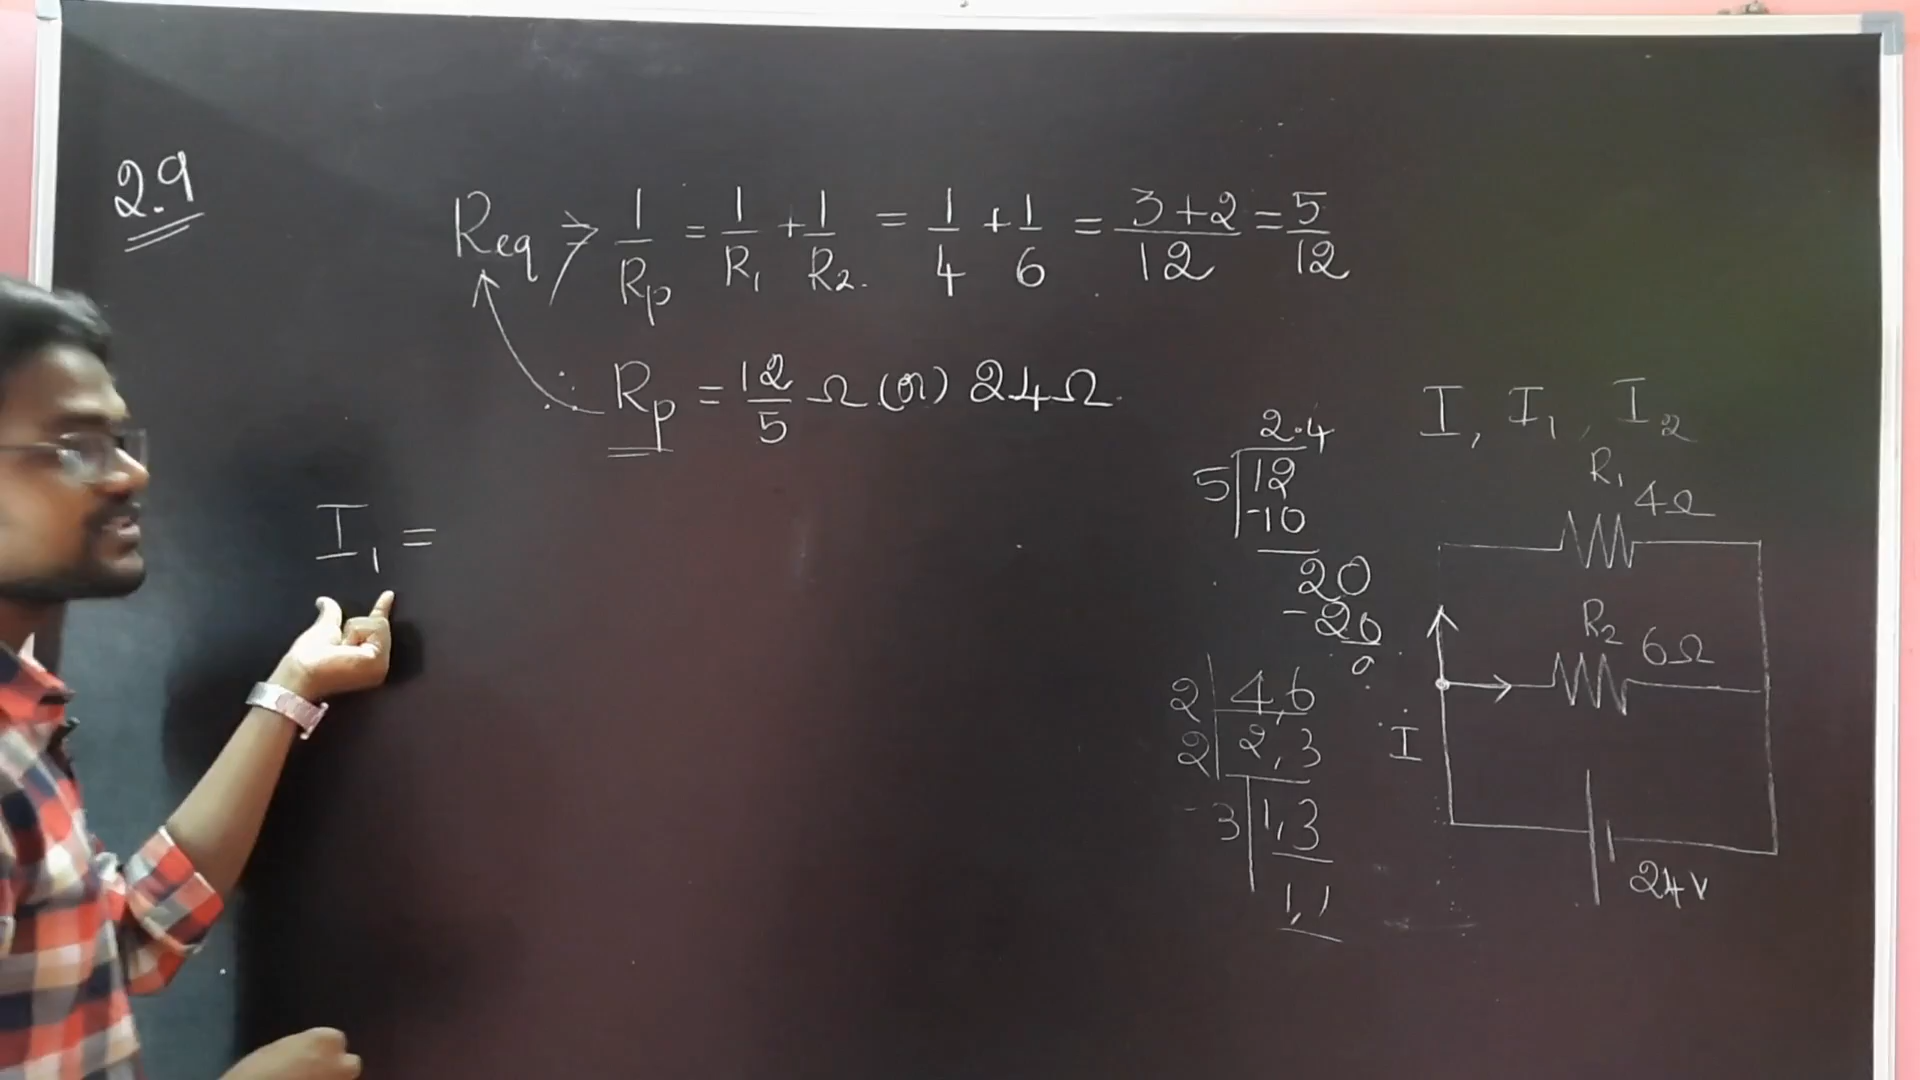 2.9
Req ⇒ 1/Rp = 1/R₁ + 1/R₂ = 1/4 + 1/6 = 3+2/12 = 5/12
∴ Rp = 12/5 Ω (or) 24Ω
I₁ =
2.4
5 12
-10
20
-20
0
2 4,6
2 2,3
3 1,3
1,1
I, I₁, I₂
R₁ 4Ω
R₂ 6Ω
I
24V